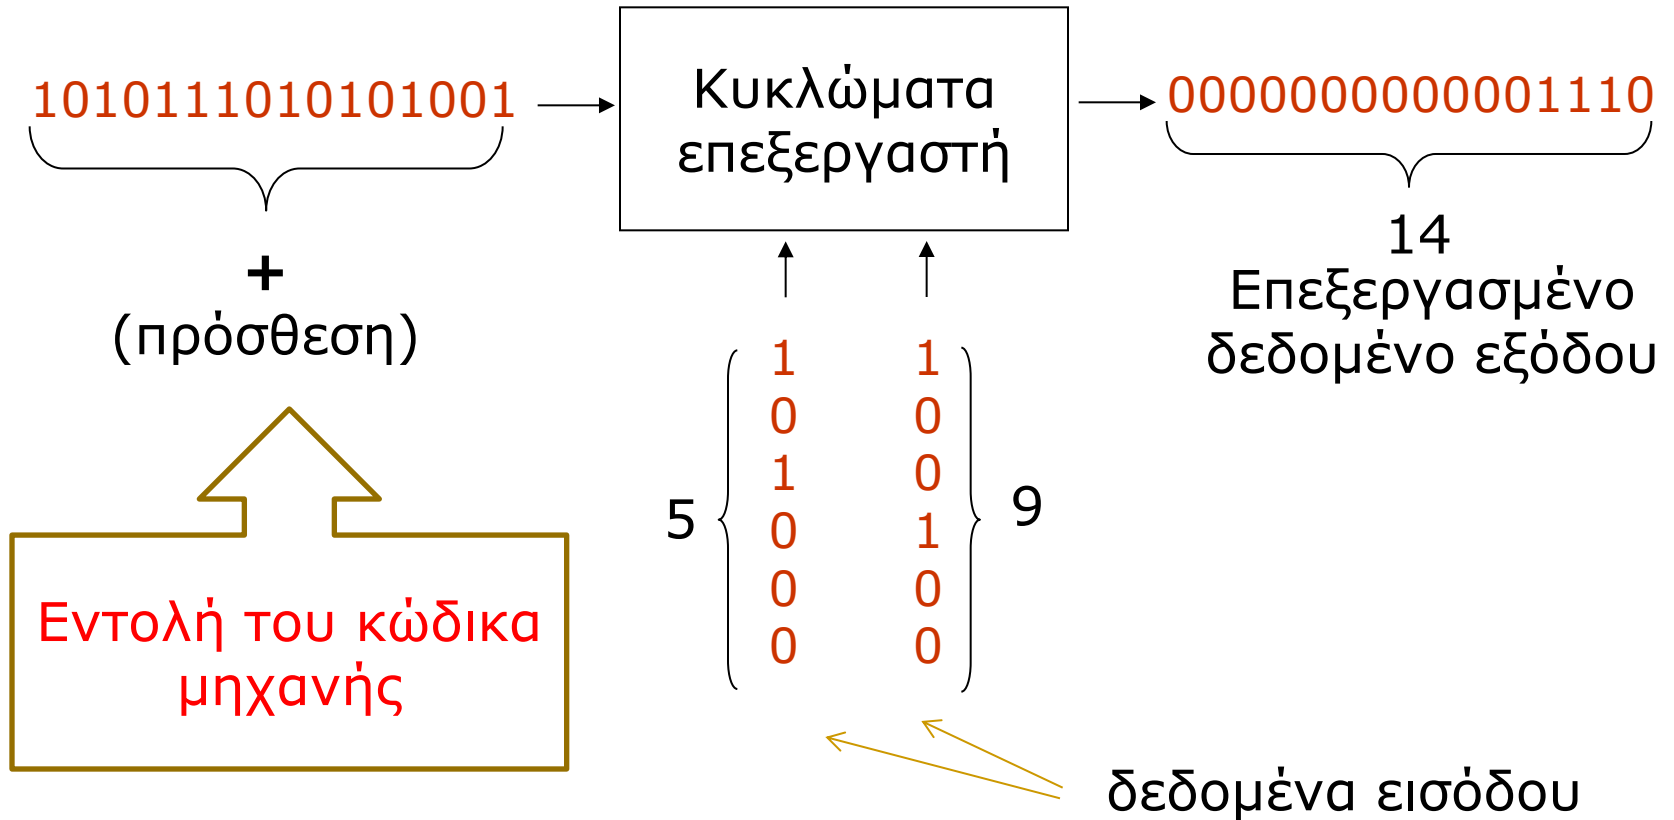 1010111010101001
+
(πρόσθεση)
Εντολή του κώδικα
μηχανής
Κυκλώματα
επεξεργαστή
5
1
0
1
0
0
0
1
0
0
1
0
0
9
δεδομένα εισόδου
0000000000001110
14
Επεξεργασμένο
δεδομένο εξόδου